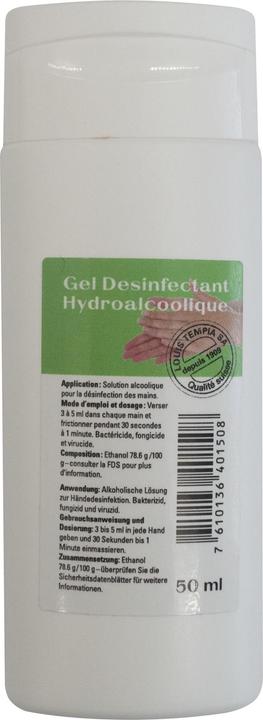 Gel Desinfectant
Hydroalcoolique
LOUIS TEMPIA SA
depuis 1909
Qualité suisse
Application: Solution alcoolique
pour la désinfection des mains.
Mode d'emploi et dosage: Verser
3 à 5 ml dans chaque main et
frictionner pendant 30 secondes
à 1 minute. Bactéricide, fongicide
et virucide.
Composition: Ethanol 78.6 g/100
g–consulter la FDS pour plus
d'information.
Anwendung: Alkoholische Lösung
zur Händedesinfektion. Bakterizid,
fungizid und viruzid.
Gebrauchsanweisung und
Dosierung: 3 bis 5 ml in jede Hand
geben und 30 Sekunden bis 1
Minute einmassieren.
Zusammensetzung: Ethanol
78.6 g/100 g–überprüfen Sie die
Sicherheitsdatenblätter für weitere
Informationen.
7 610136 401508
50 ml